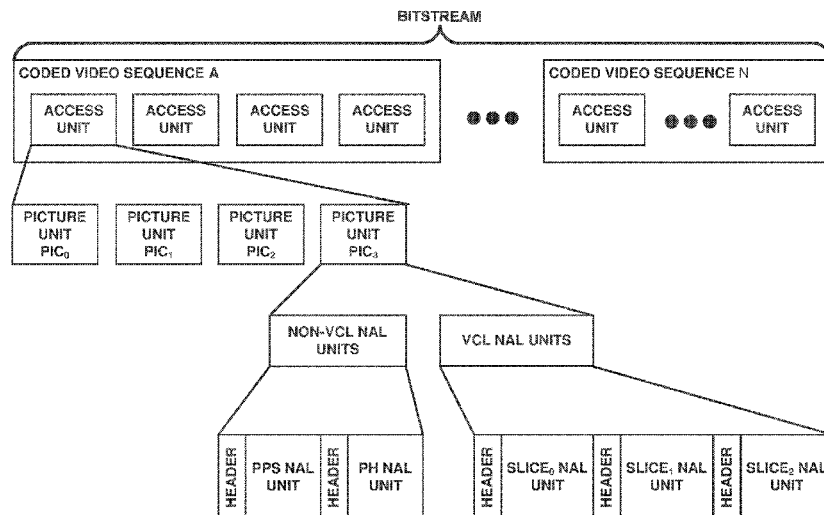 BITSTREAM
CODED VIDEO SEQUENCE A
CODED VIDEO SEQUENCE N
ACCESS
UNIT
ACCESS
UNIT
ACCESS
UNIT
ACCESS
UNIT
ACCESS
UNIT
ACCESS
UNIT
PICTURE
UNIT
PIC₀
PICTURE
UNIT
PIC₁
PICTURE
UNIT
PIC₂
PICTURE
UNIT
PIC₃
NON-VCL NAL
UNITS
VCL NAL UNITS
HEADER
PPS NAL
UNIT
HEADER
PH NAL
UNIT
HEADER
SLICE₀ NAL
UNIT
HEADER
SLICE₁ NAL
UNIT
HEADER
SLICE₂ NAL
UNIT